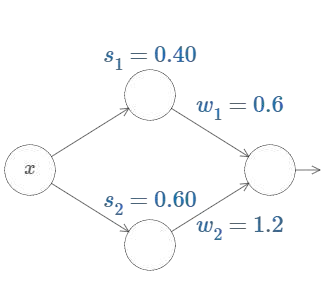 s₁ = 0.40
w₁ = 0.6
x
s₂ = 0.60
w₂ = 1.2